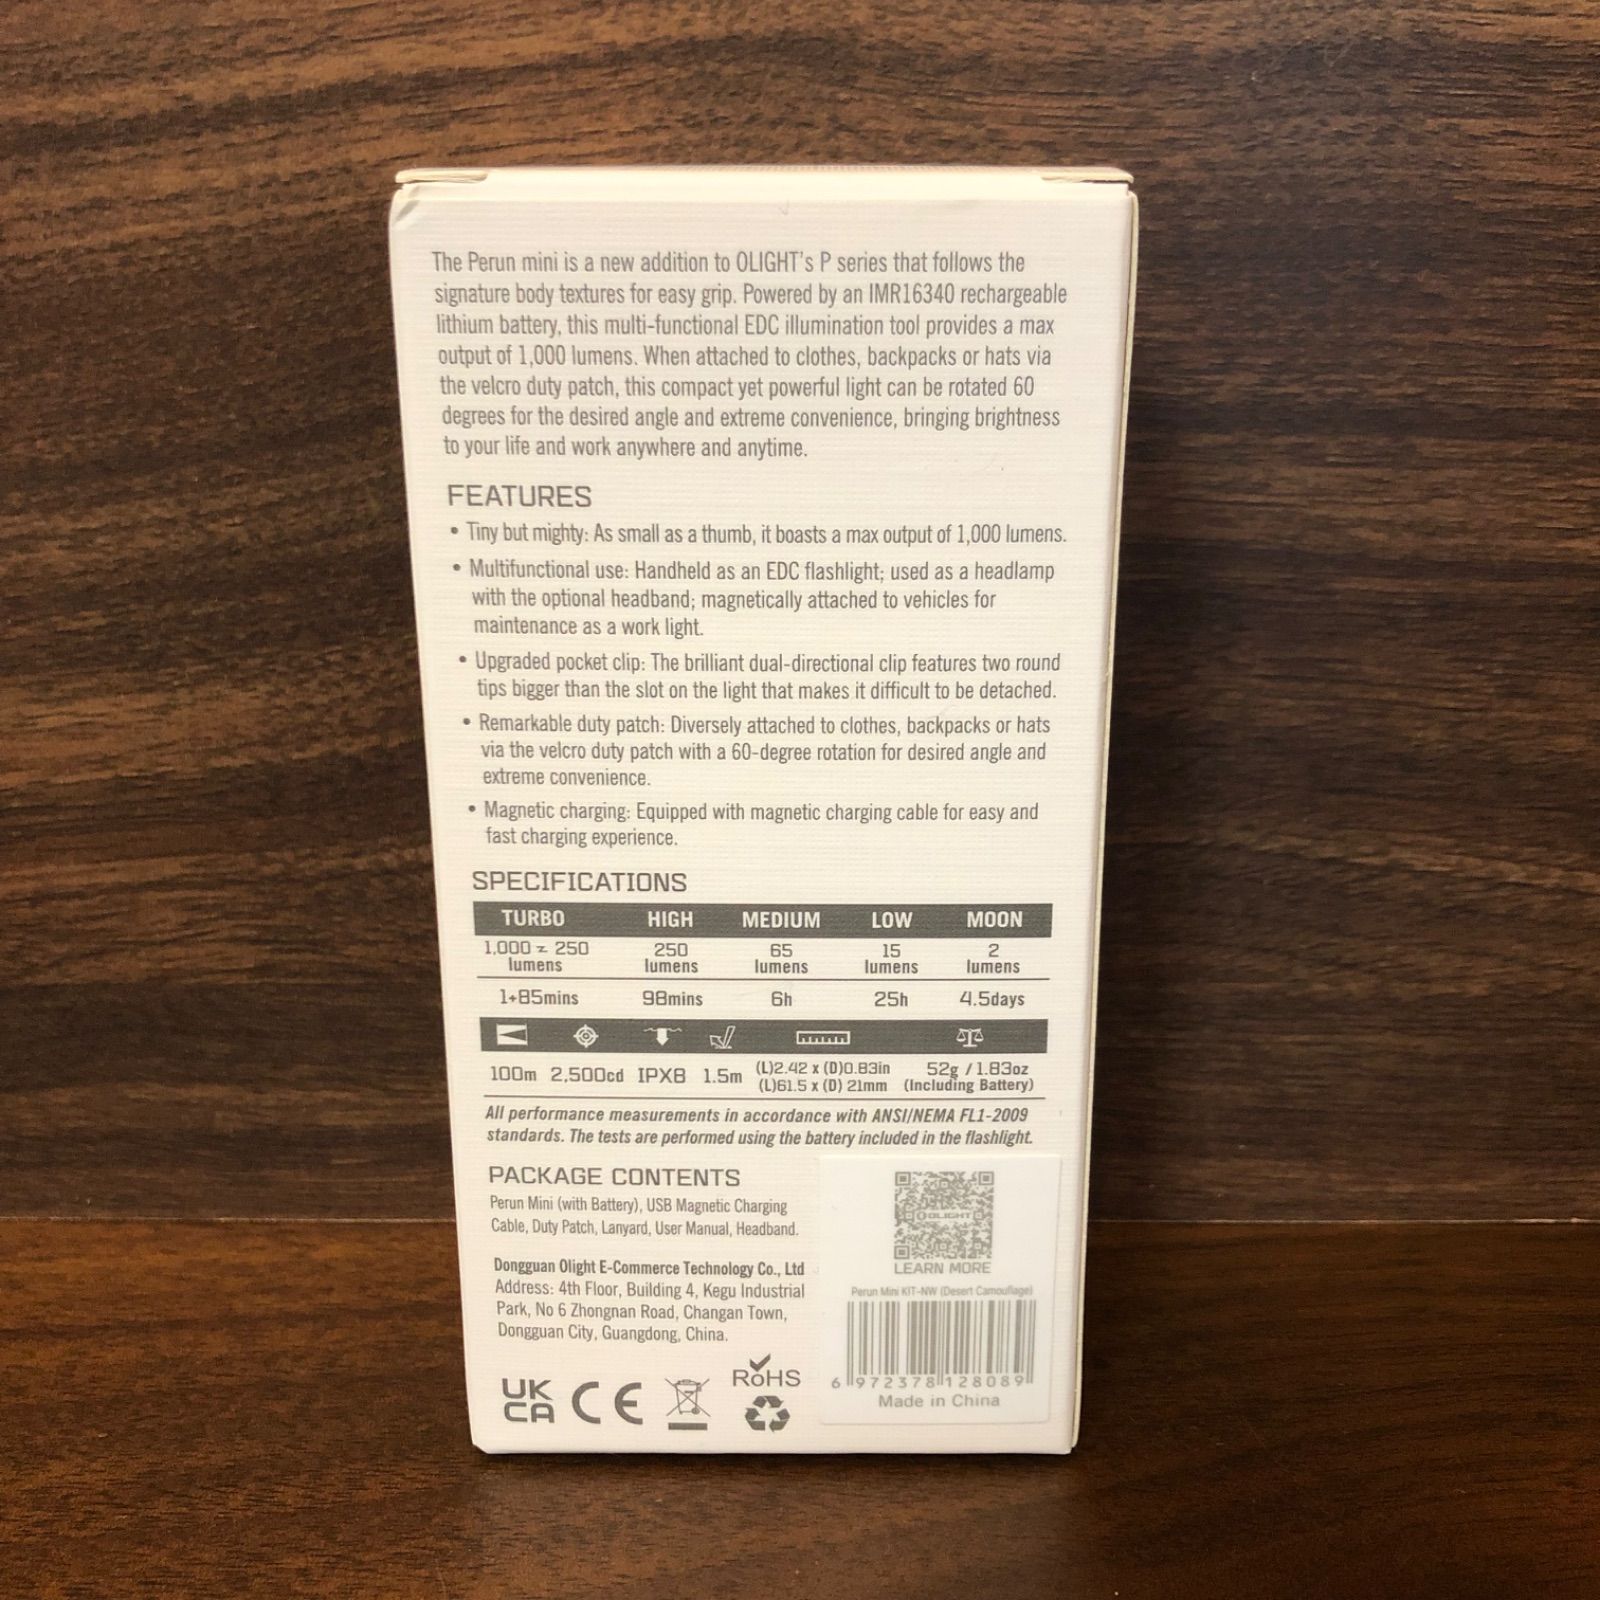 The Perun mini is a new addition to OLIGHT's P series that follows the
signature body textures for easy grip. Powered by an IMR16340 rechargeable
lithium battery, this multi-functional EDC illumination tool provides a max
output of 1,000 lumens. When attached to clothes, backpacks or hats via
the velcro duty patch, this compact yet powerful light can be rotated 60
degrees for the desired angle and extreme convenience, bringing brightness
to your life and work anywhere and anytime.
FEATURES
• Tiny but mighty: As small as a thumb, it boasts a max output of 1,000 lumens.
• Multifunctional use: Handheld as an EDC flashlight; used as a headlamp
with the optional headband; magnetically attached to vehicles for
maintenance as a work light.
• Upgraded pocket clip: The brilliant dual-directional clip features two round
tips bigger than the slot on the light that makes it difficult to be detached.
• Remarkable duty patch: Diversely attached to clothes, backpacks or hats
via the velcro duty patch with a 60-degree rotation for desired angle and
extreme convenience.
• Magnetic charging: Equipped with magnetic charging cable for easy and
fast charging experience.
SPECIFICATIONS
TURBO HIGH MEDIUM LOW MOON
1,000 ~ 250 250 65 15 2
lumens lumens lumens lumens lumens
1+85mins 98mins 6h 25h 4.5days
100m 2,500cd IPX8 1.5m (L)2.42 x (D)0.83in 52g / 1.83oz
(L)61.5 x (D) 21mm (Including Battery)
All performance measurements in accordance with ANSI/NEMA FL1-2009
standards. The tests are performed using the battery included in the flashlight.
PACKAGE CONTENTS
Perun Mini (with Battery), USB Magnetic Charging
Cable, Duty Patch, Lanyard, User Manual, Headband.
Dongguan Olight E-Commerce Technology Co., Ltd
Address: 4th Floor, Building 4, Kegu Industrial
Park, No 6 Zhongnan Road, Changan Town,
Dongguan City, Guangdong, China.
UK
CA
CE
RoHS
OLIGHT
LEARN MORE
Perun Mini KIT-NW (Desert Camouflage)
6 972378 128089
Made in China